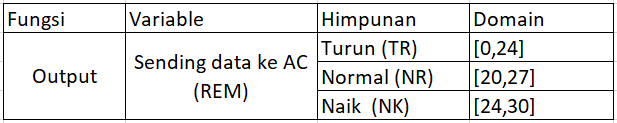 Fungsi Variable Himpunan Domain
Output Sending data ke AC (REM) Turun (TR) [0,24]
Normal (NR) [20,27]
Naik (NK) [24,30]